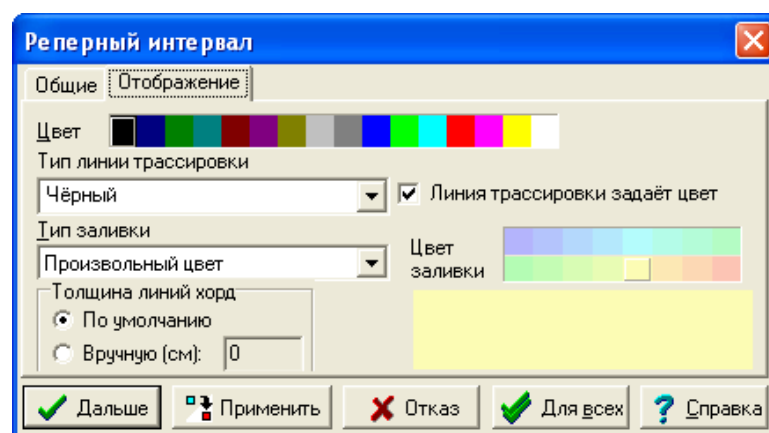 Реперный интервал
Общие Отображение
Цвет
Тип линии трассировки
Чёрный Линия трассировки задаёт цвет
Тип заливки
Произвольный цвет
Цвет
заливки
Толщина линий хорд
По умолчанию
Вручную (см): 0
Дальше Применить Отказ Для всех Справка